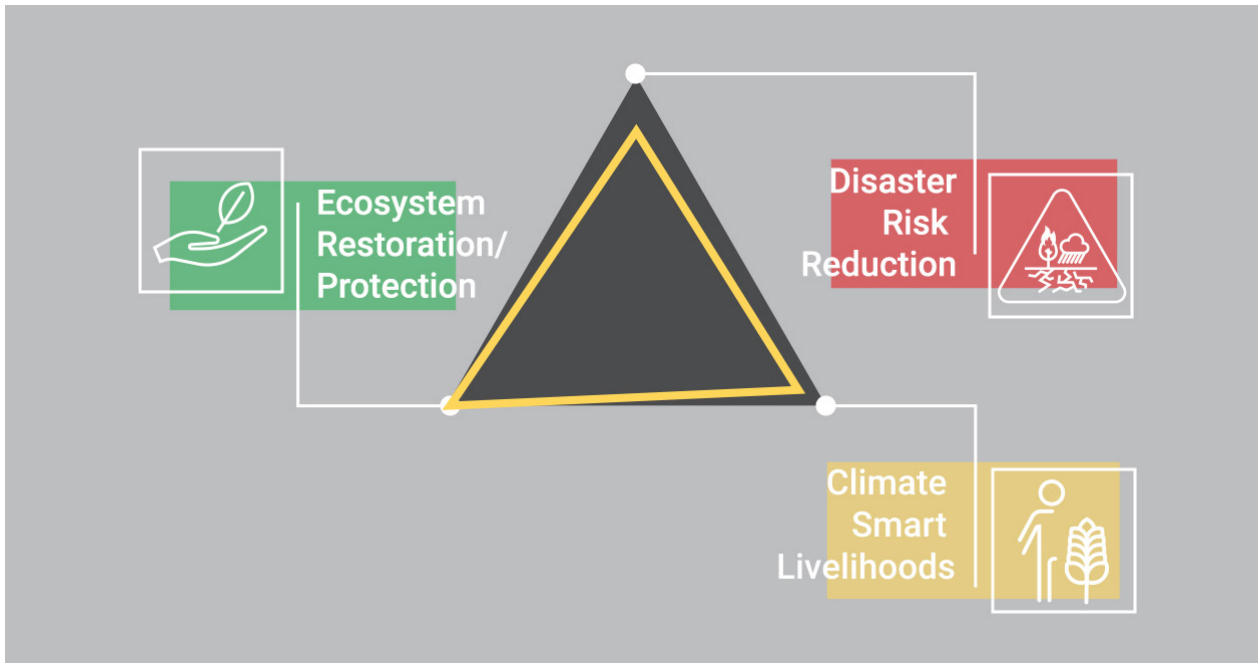 Ecosystem
Restoration/
Protection
Disaster
Risk
Reduction
Climate
Smart
Livelihoods